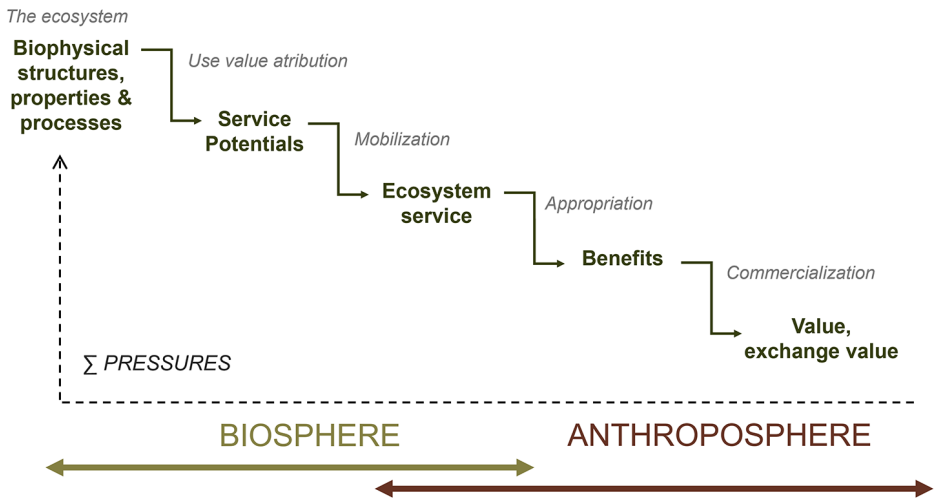 The ecosystem
Biophysical
structures,
properties &
processes
Use value atribution
Service
Potentials
Mobilization
Ecosystem
service
Appropriation
Benefits
Commercialization
Value,
exchange value
∑ PRESSURES
BIOSPHERE
ANTHROPOSPHERE